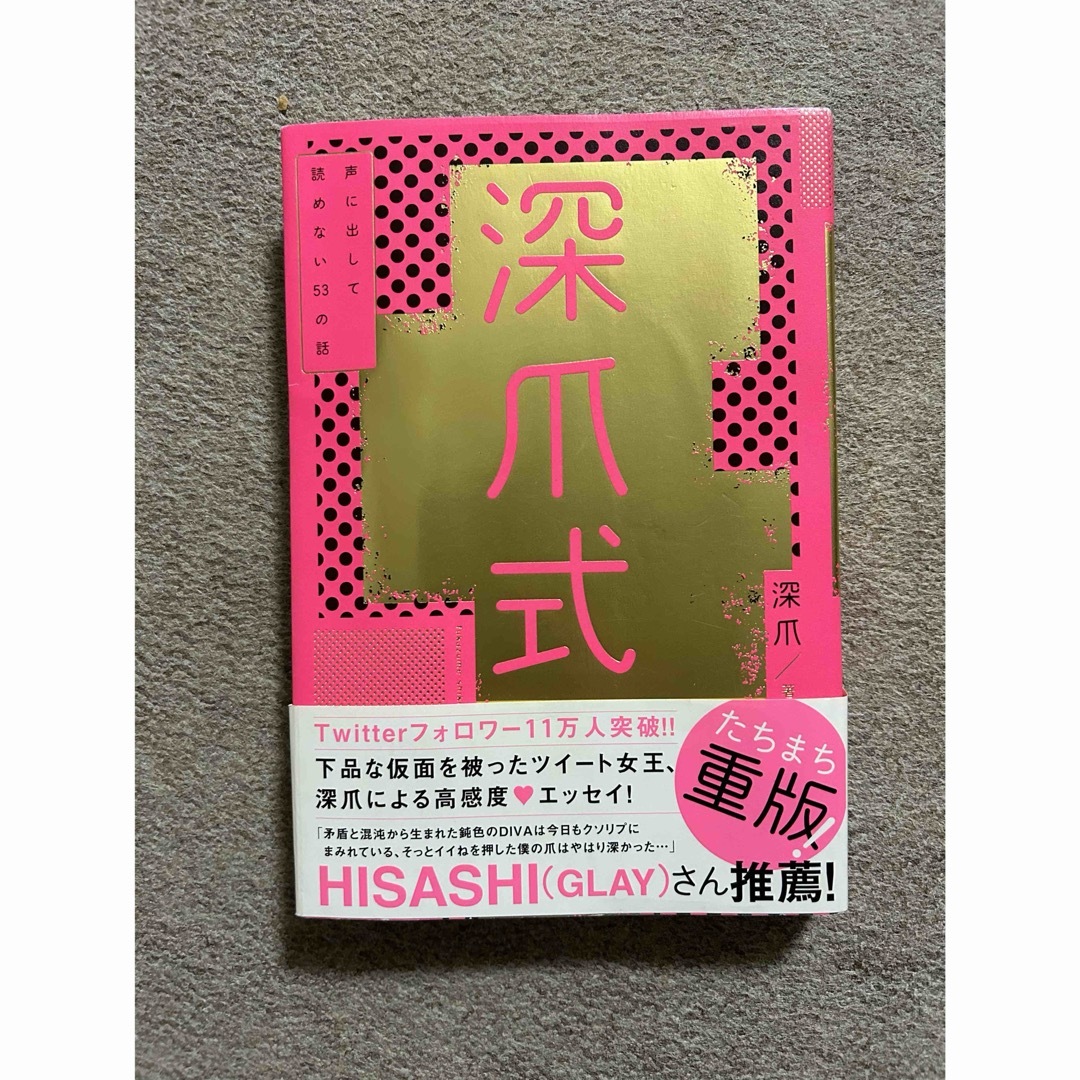 声に出して
読めない53の話
深爪式
深爪／著
Twitterフォロワー11万人突破!!
下品な仮面を被ったツイート女王、
深爪による高感度♥エッセイ!
「矛盾と混沌から生まれた鈍色のDIVAは今日もクソリプに
まみれている、そっとイイねを押した僕の爪はやはり深かった…」
HISASHI(GLAY)さん推薦!
たちまち
重版!!